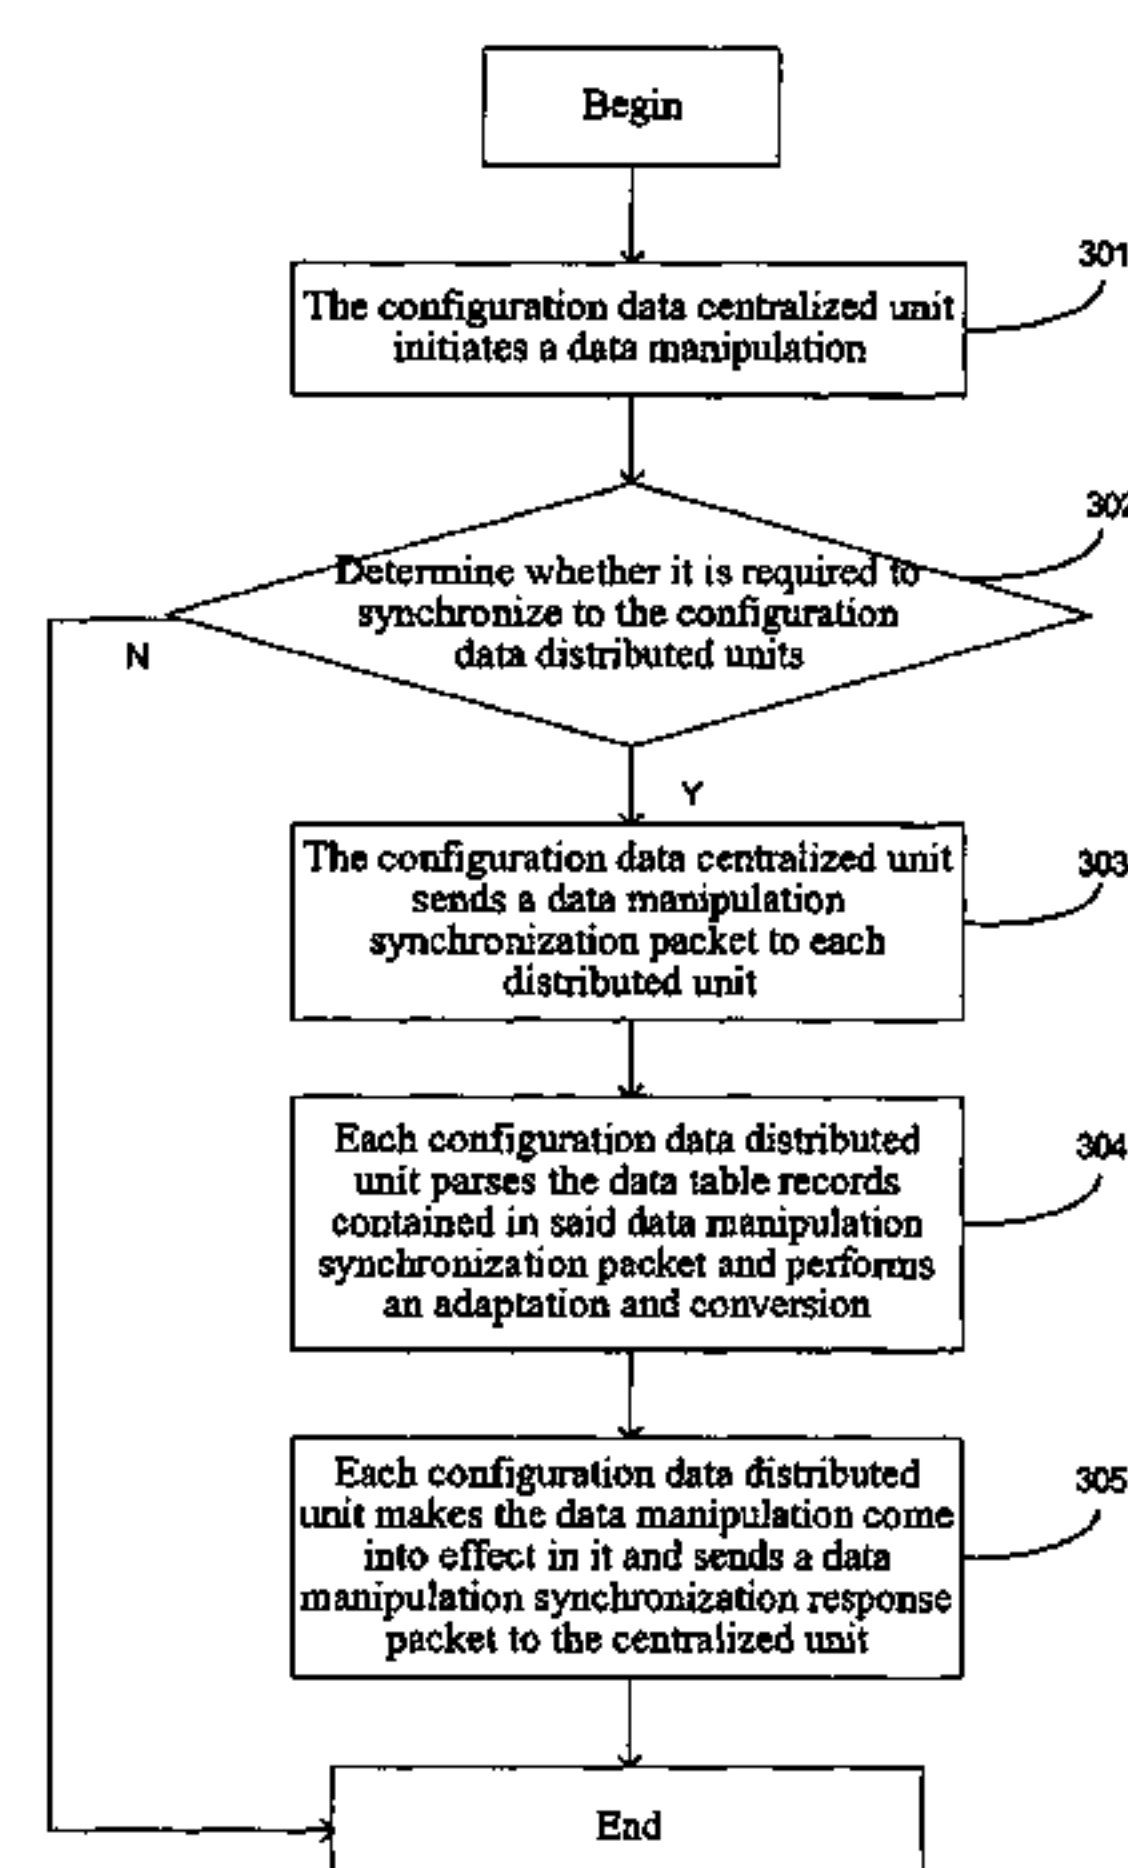 Begin
301
The configuration data centralized unit
initiates a data manipulation
302
Determine whether it is required to
synchronize to the configuration
data distributed units
N
Y
The configuration data centralized unit
sends a data manipulation
synchronization packet to each
distributed unit
303
Each configuration data distributed
unit parses the data table records
contained in said data manipulation
synchronization packet and performs
an adaptation and conversion
304
Each configuration data distributed
unit makes the data manipulation come
into effect in it and sends a data
manipulation synchronization response
packet to the centralized unit
305
End